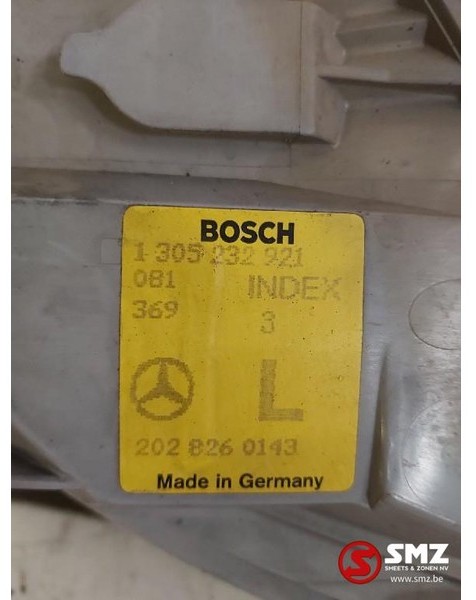 BOSCH
1 305 232 921
081 INDEX
369 3
L
202 826 0143
Made in Germany
SMZ
SMEETS & ZONEN NV
www.smz.be